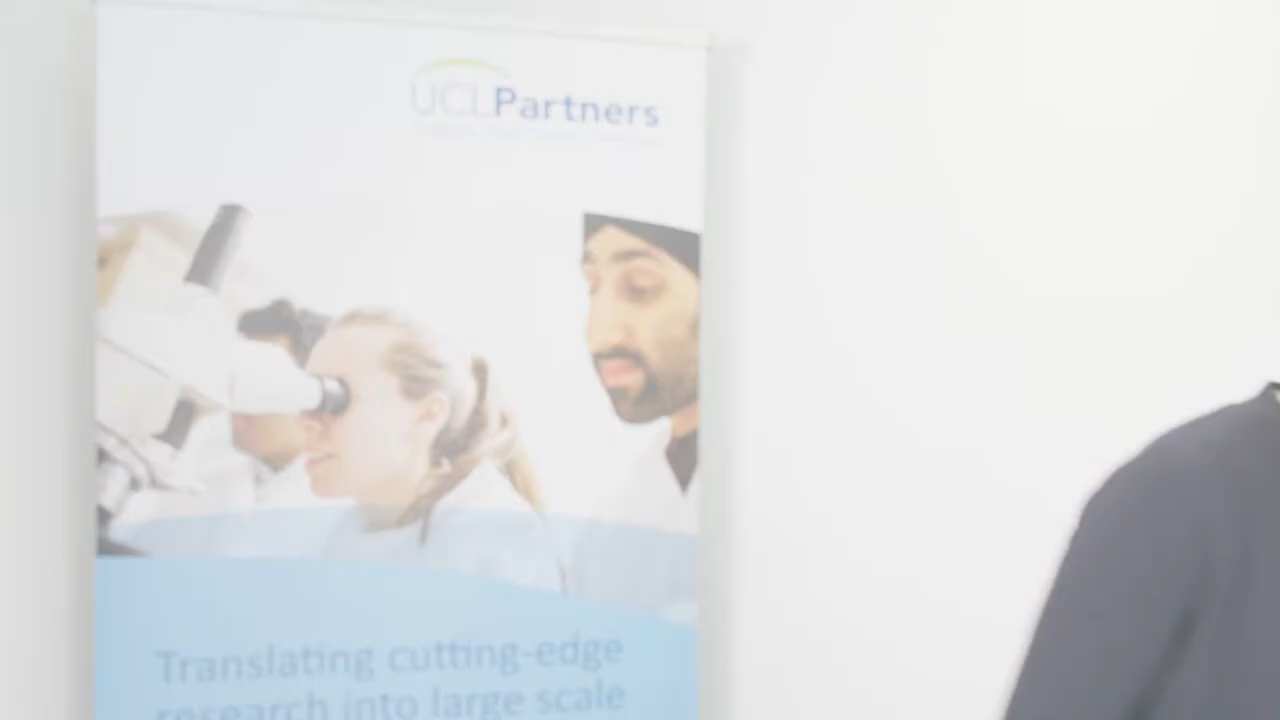 UCLPartners
Translating cutting-edge
research into large scale